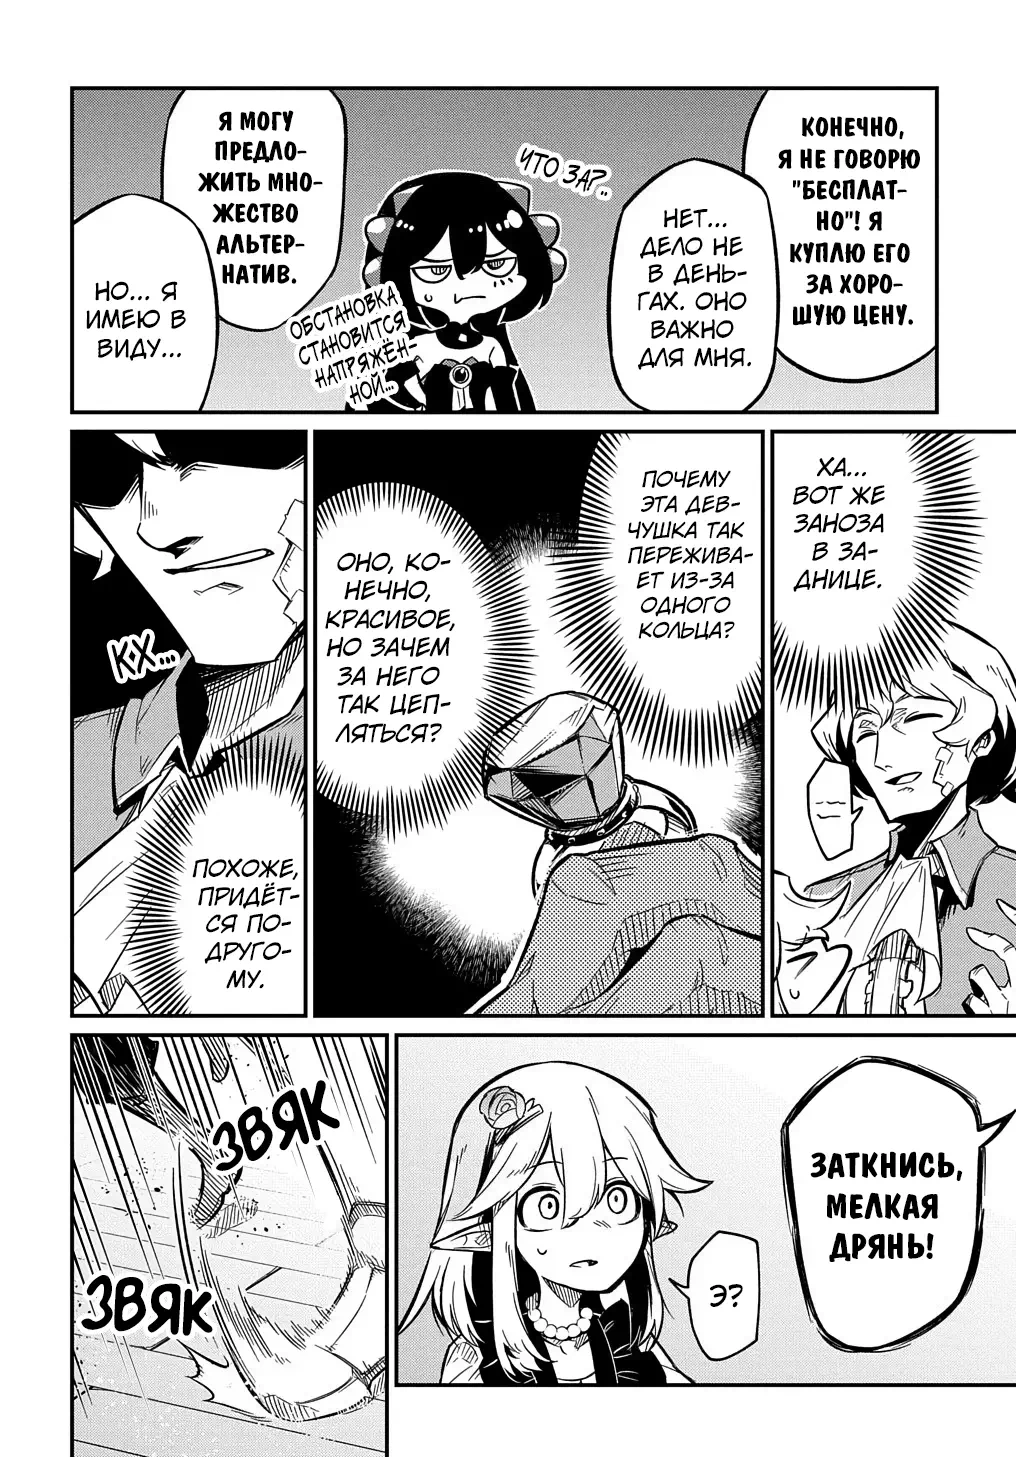 КОНЕЧНО,
Я НЕ ГОВОРЮ
"БЕСПЛАТ-
НО"! Я
КУПЛЮ ЕГО
ЗА ХОРО-
ШУЮ ЦЕНУ.
НЕТ...
ДЕЛО НЕ
В ДЕНЬ-
ГАХ. ОНО
ВАЖНО
ДЛЯ МНЯ.
ЧТО ЗА?..
ОБСТАНОВКА
СТАНОВИТСЯ
НАПРЯЖЁН-
НОЙ...
Я МОГУ
ПРЕДЛО-
ЖИТЬ МНО-
ЖЕСТВО
АЛЬТЕР-
НАТИВ.
НО... Я
ИМЕЮ В
ВИДУ...
ХА...
ВОТ ЖЕ
ЗАНОЗА
В ЗА-
ДНИЦЕ.
ПОЧЕМУ
ЭТА ДЕВ-
ЧУШКА ТАК
ПЕРЕЖИВА-
ЕТ ИЗ-ЗА
ОДНОГО
КОЛЬЦА?
ОНО, КО-
НЕЧНО,
КРАСИВОЕ,
НО ЗАЧЕМ
ЗА НЕГО
ТАК ЦЕП-
ЛЯТЬСЯ?
КХ...
ПОХОЖЕ,
ПРИДЁТ-
СЯ ПО-
ДРУГО-
МУ.
ЗАТКНИСЬ,
МЕЛКАЯ
ДРЯНЬ!
Э?
ЗВЯК
ЗВЯК